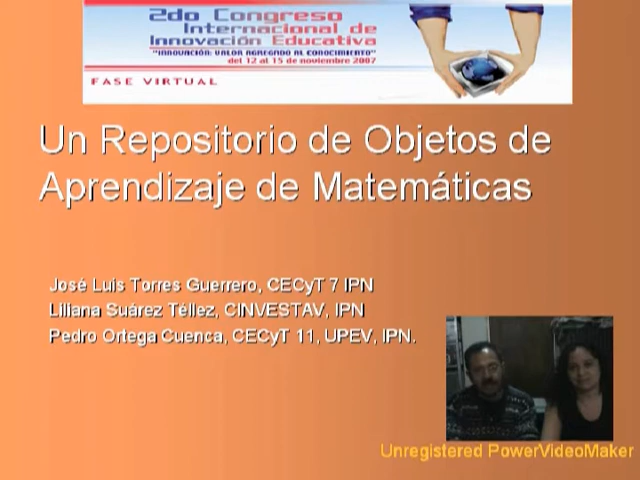 2do Congreso
Internacional de
Innovación Educativa
"INNOVACIÓN: VALOR AGREGADO AL CONOCIMIENTO"
del 12 al 15 de noviembre 2007
FASE VIRTUAL
Un Repositorio de Objetos de
Aprendizaje de Matemáticas
José Luis Torres Guerrero, CECyT 7 IPN
Liliana Suárez Téllez, CINVESTAV, IPN
Pedro Ortega Cuenca, CECyT 11, UPEV, IPN.
Unregistered PowerVideoMaker